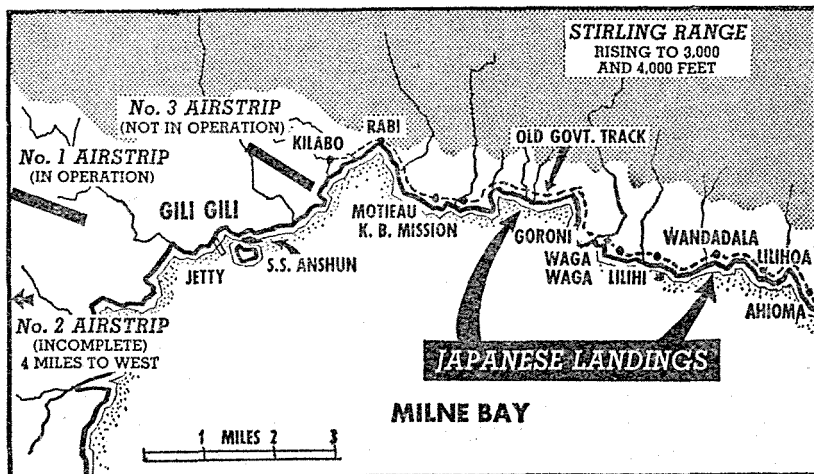 STIRLING RANGE
RISING TO 3,000
AND 4,000 FEET
No. 3 AIRSTRIP
(NOT IN OPERATION)
RABI
KILABO
OLD GOVT. TRACK
No. 1 AIRSTRIP
(IN OPERATION)
GILI GILI
MOTIEAU
K. B. MISSION
GORONI
WANDADALA
JETTY
S.S. ANSHUN
WAGA
WAGA
LILIHI
LILIHOA
AHIOMA
No. 2 AIRSTRIP
(INCOMPLETE)
4 MILES TO WEST
JAPANESE LANDINGS
MILNE BAY
1 MILES 2 3